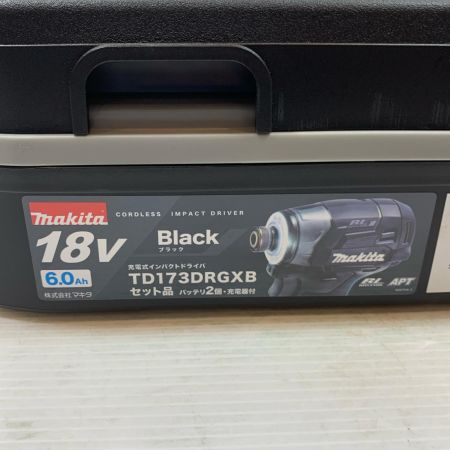 makita
CORDLESS IMPACT DRIVER
18V
Black
ブラック
6.0Ah
充電式インパクトドライバ
TD173DRGXB
株式会社マキタ
セット品 バッテリ2個・充電器付
makita
BL
APT